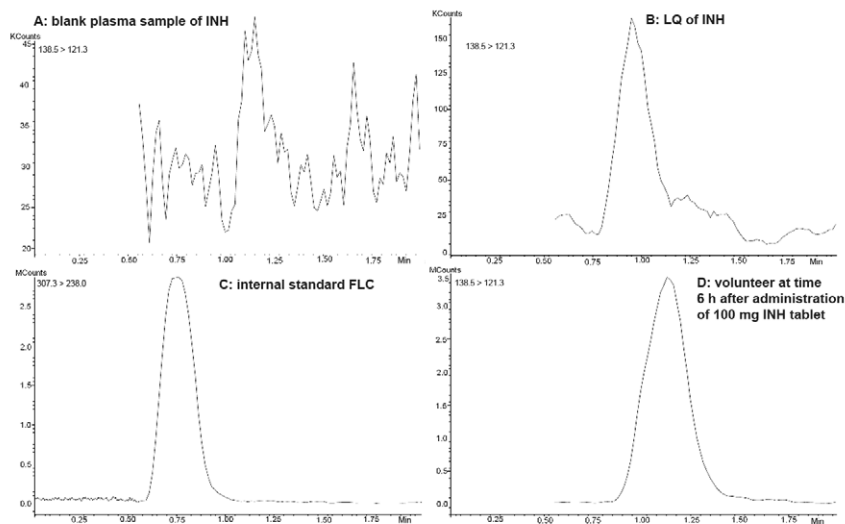 A: blank plasma sample of INH
KCounts
138.5 > 121.3
45
40
35
30
25
20
0.25 0.50 0.75 1.00 1.25 1.50 1.75 Min
B: LQ of INH
KCounts
138.5 > 121.3
150
125
100
75
50
25
0
0.50 0.75 1.00 1.25 1.50 1.75 Min
C: internal standard FLC
MCounts
307.3 > 238.0
2.5
2.0
1.5
1.0
0.5
0.0
0.25 0.50 0.75 1.00 1.25 1.50 1.75 Min
D: volunteer at time
6 h after administration
of 100 mg INH tablet
MCounts
138.5 > 121.3
3.5
3.0
2.5
2.0
1.5
1.0
0.5
0.0
0.50 0.75 1.00 1.25 1.50 1.75 Min